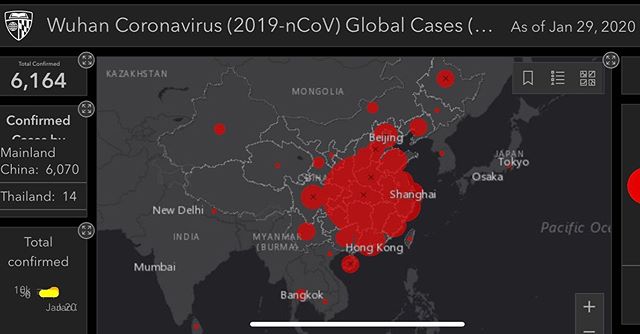 Wuhan Coronavirus (2019-nCoV) Global Cases (...
As of Jan 29, 2020
Total Confirmed
6,164
Confirmed
Cases by
Mainland
China: 6,070
Thailand: 14
Total
confirmed
10k
Jan 20
KAZAKHSTAN
MONGOLIA
Beijing
JAPAN
Tokyo
Osaka
CHINA
Shanghai
New Delhi
INDIA
MYANMAR
(BURMA)
Hong Kong
Pacific Oce
Mumbai
Bangkok
+
−